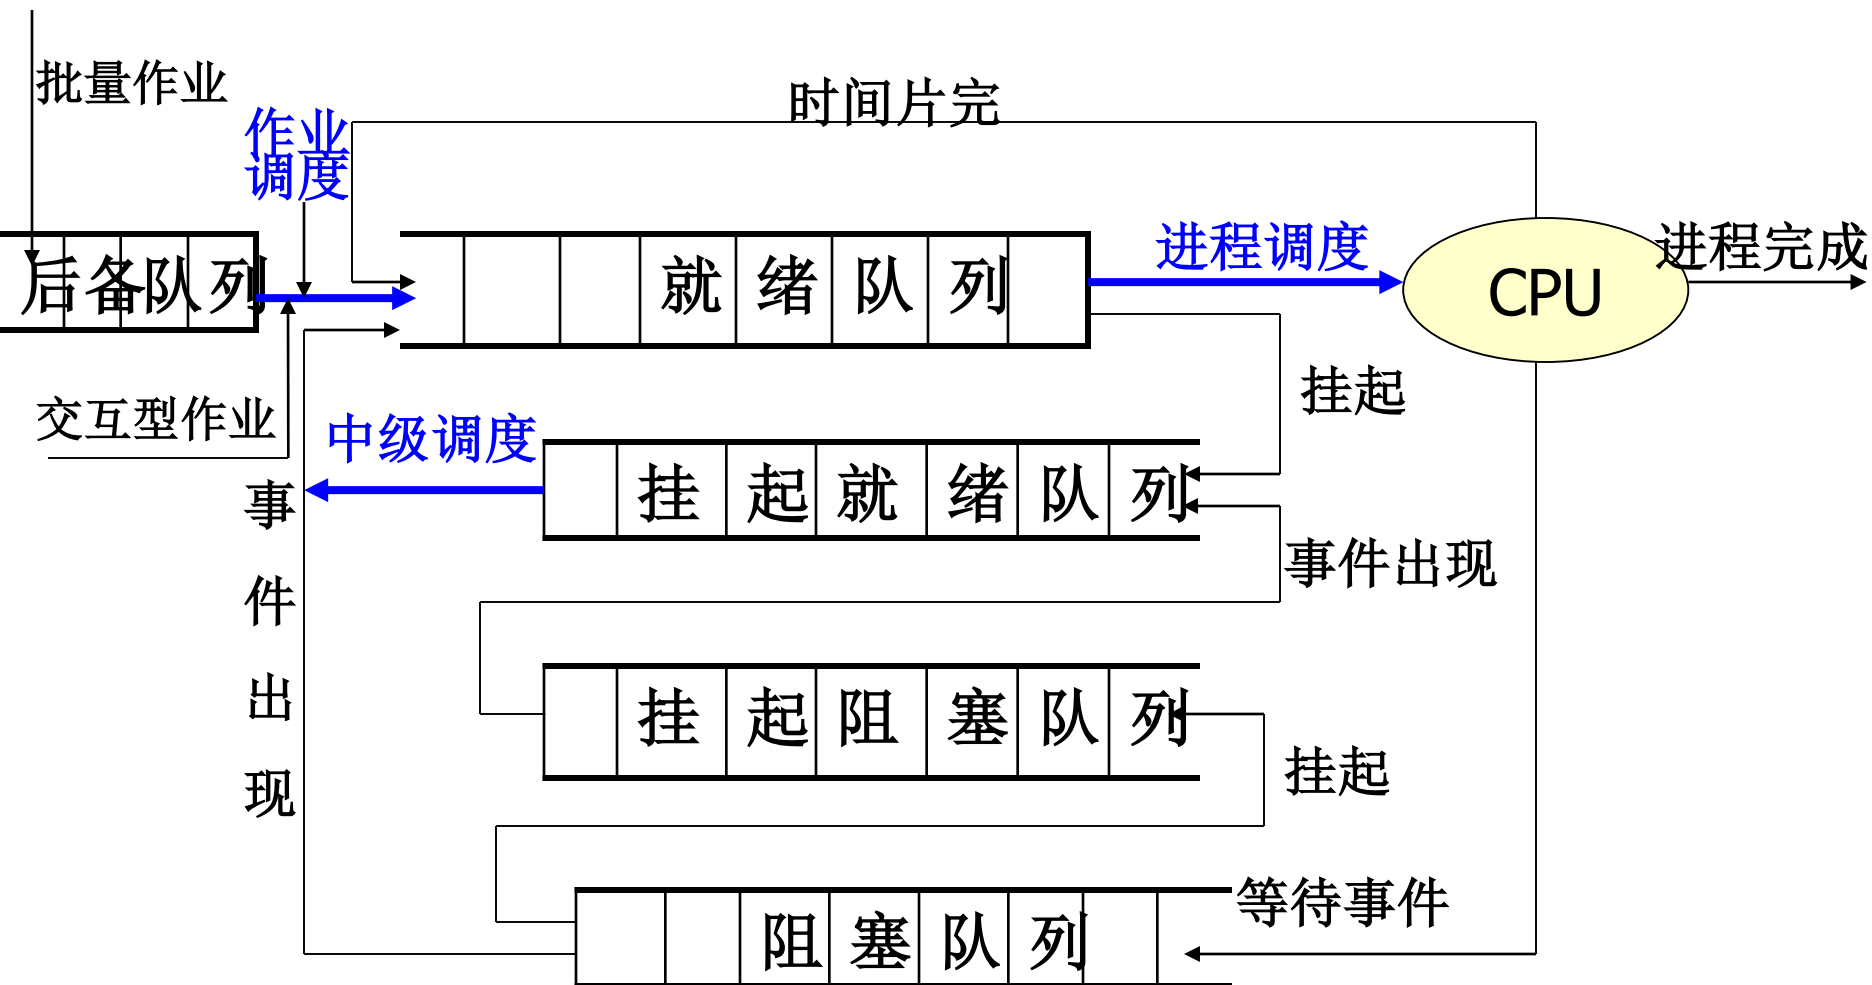 批量作业
时间片完
作业
调度
进程调度
进程完成
后备队列
就绪队列
CPU
挂起
交互型作业
中级调度
挂起就绪队列
事件出现
事件出现
挂起阻塞队列
挂起
等待事件
阻塞队列